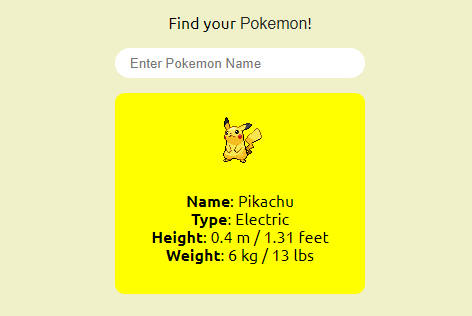 Find your Pokemon!
Enter Pokemon Name
Name: Pikachu
Type: Electric
Height: 0.4 m / 1.31 feet
Weight: 6 kg / 13 lbs